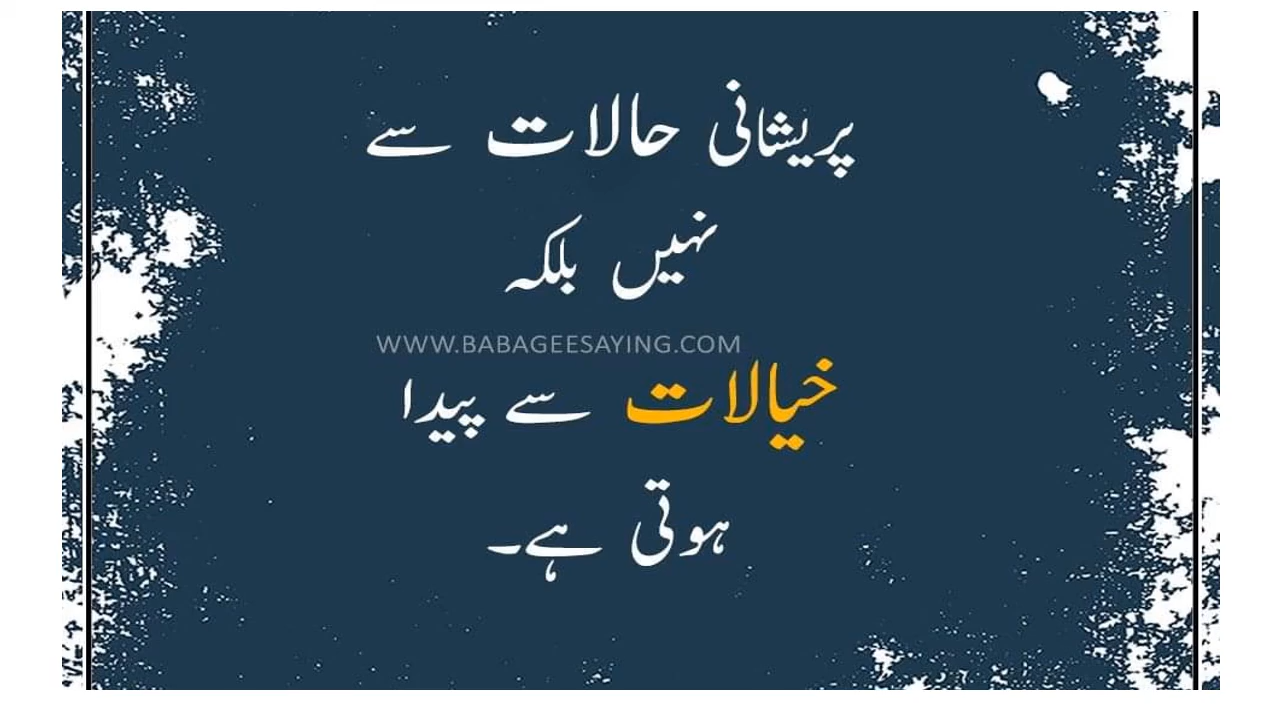 پریشانی حالات سے
نہیں بلکہ
WWW.BABAGEESAYING.COM
خیالات سے پیدا
ہوتی ہے۔